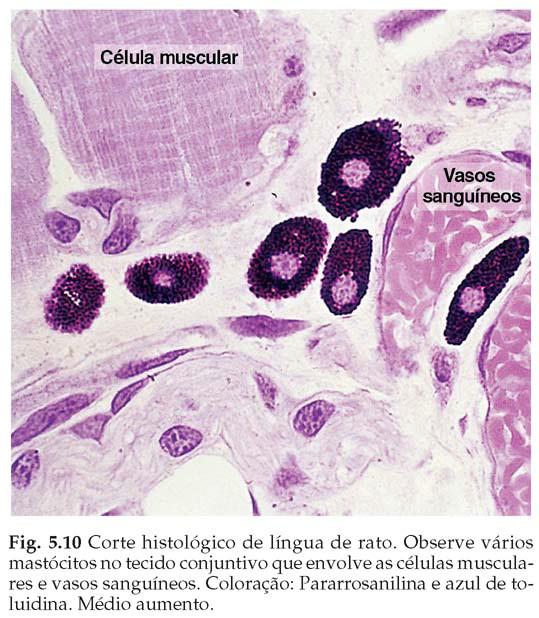 Célula muscular
Vasos
sanguíneos
Fig. 5.10 Corte histológico de língua de rato. Observe vários
mastócitos no tecido conjuntivo que envolve as células muscula-
res e vasos sanguíneos. Coloração: Pararrosanilina e azul de to-
luidina. Médio aumento.